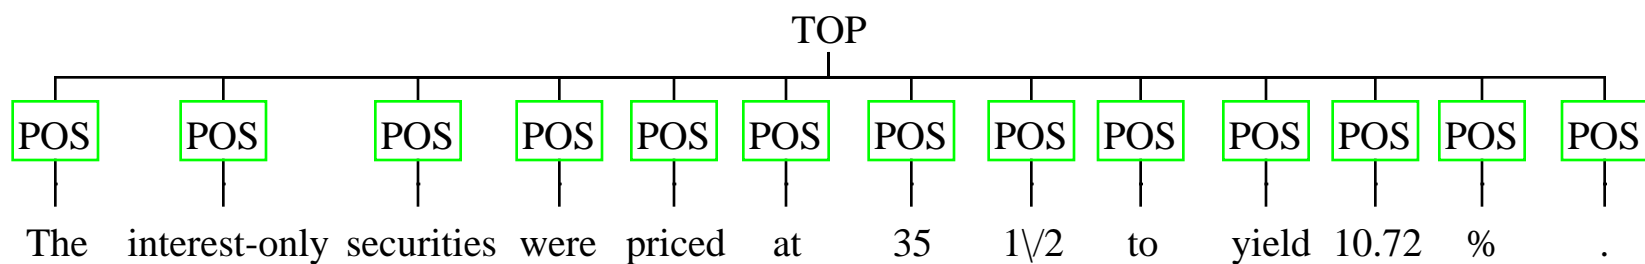 TOP
POS POS POS POS POS POS POS POS POS POS POS POS POS
The interest-only securities were priced at 35 1\/2 to yield 10.72 % .